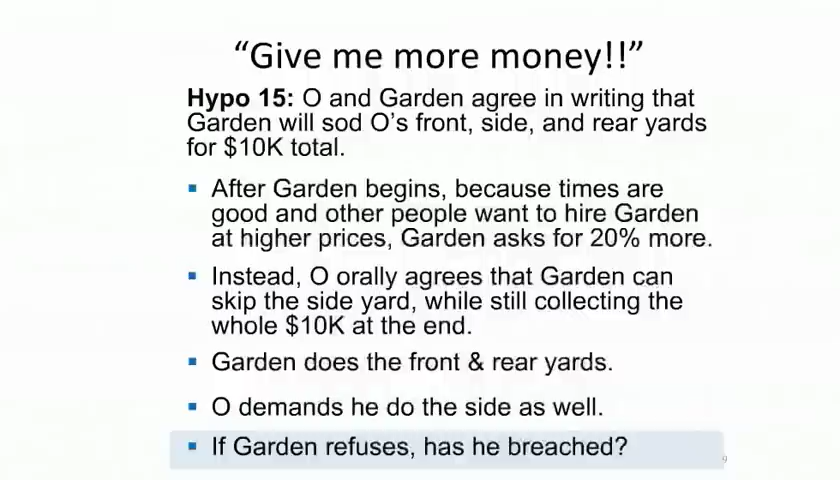 “Give me more money!!”
Hypo 15: O and Garden agree in writing that
Garden will sod O’s front, side, and rear yards
for $10K total.
▪ After Garden begins, because times are
good and other people want to hire Garden
at higher prices, Garden asks for 20% more.
▪ Instead, O orally agrees that Garden can
skip the side yard, while still collecting the
whole $10K at the end.
▪ Garden does the front & rear yards.
▪ O demands he do the side as well.
▪ If Garden refuses, has he breached?
9